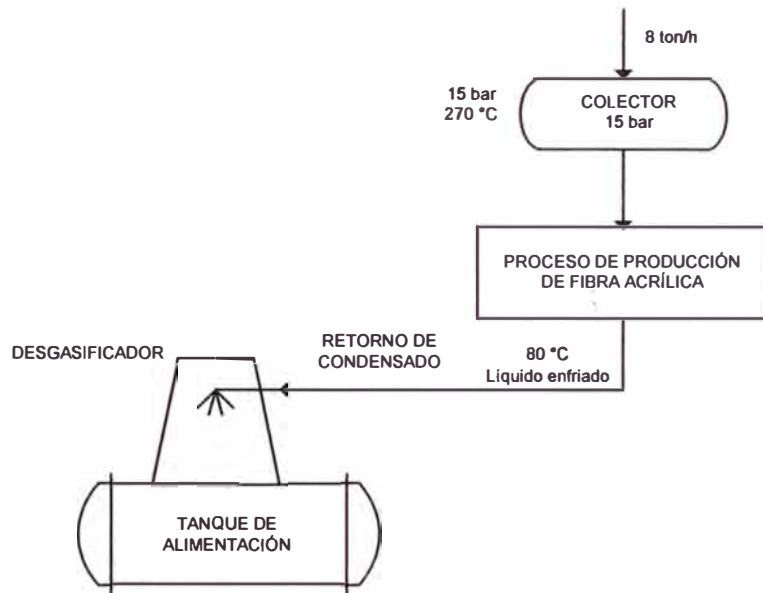 8 ton/h
15 bar
270 °C
COLECTOR
15 bar
PROCESO DE PRODUCCIÓN
DE FIBRA ACRÍLICA
DESGASIFICADOR
RETORNO DE
CONDENSADO
80 °C
Líquido enfriado
TANQUE DE
ALIMENTACIÓN